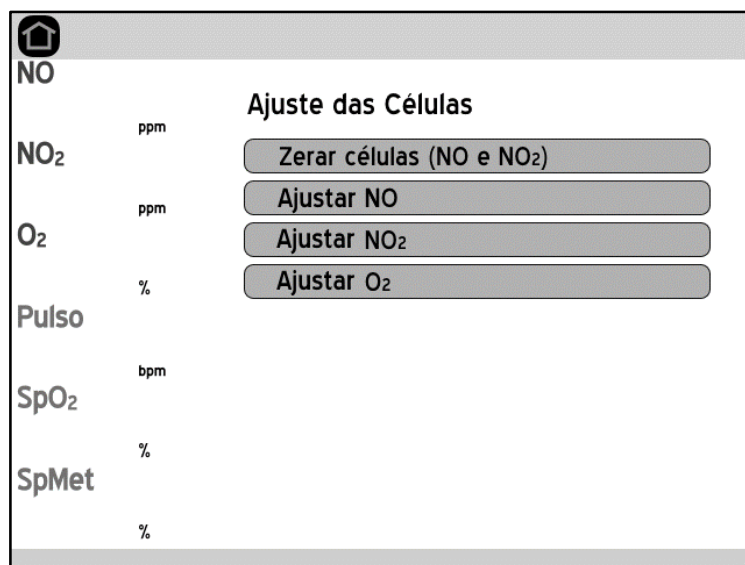 NO
ppm
NO₂
ppm
O₂
%
Pulso
bpm
SpO₂
%
SpMet
%
Ajuste das Células
Zerar células (NO e NO₂)
Ajustar NO
Ajustar NO₂
Ajustar O₂